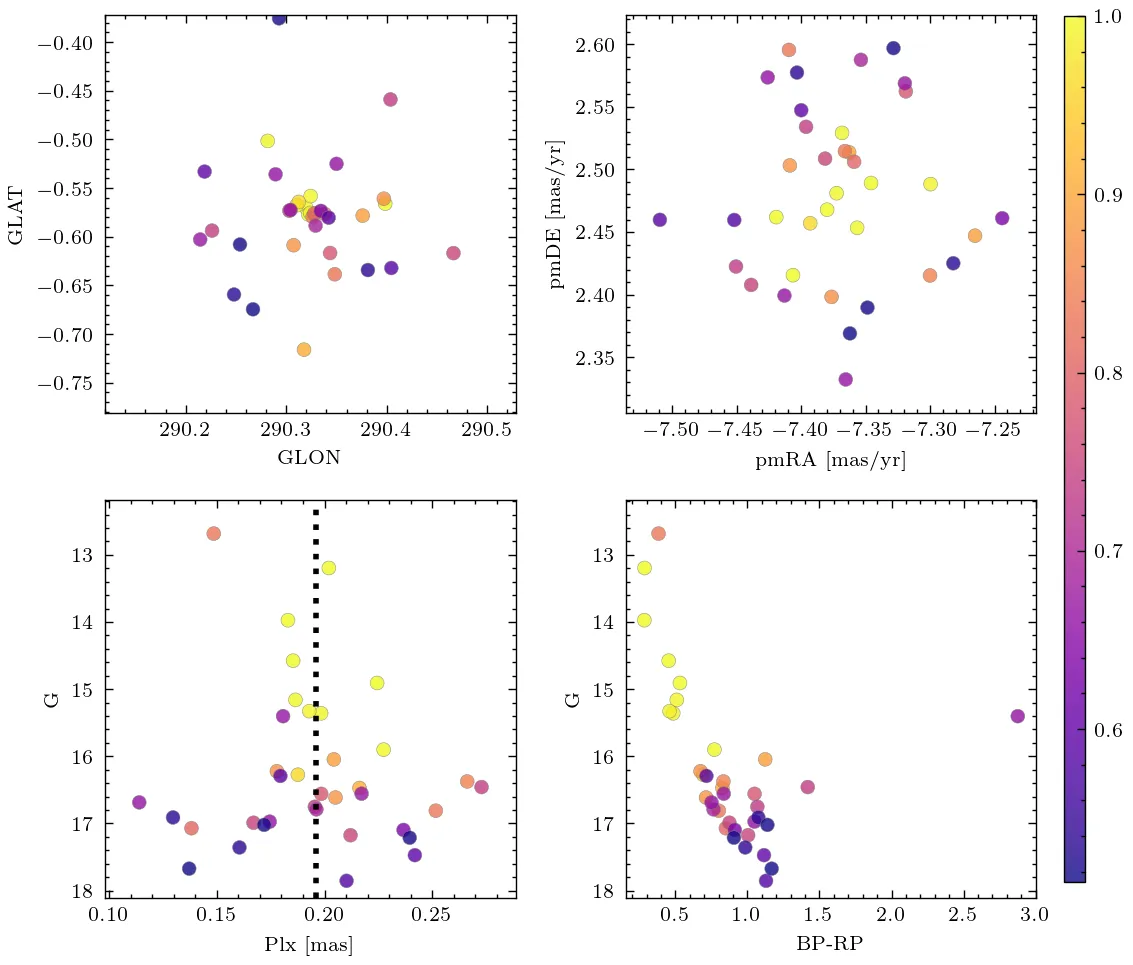 −0.40
−0.45
−0.50
−0.55
−0.60
−0.65
−0.70
−0.75
GLAT
290.2 290.3 290.4 290.5
GLON
2.60
2.55
2.50
2.45
2.40
2.35
pmDE [mas/yr]
−7.50 −7.45 −7.40 −7.35 −7.30 −7.25
pmRA [mas/yr]
1.0
0.9
0.8
0.7
0.6
13
14
15
16
17
18
G
0.10 0.15 0.20 0.25
Plx [mas]
13
14
15
16
17
18
G
0.5 1.0 1.5 2.0 2.5 3.0
BP-RP